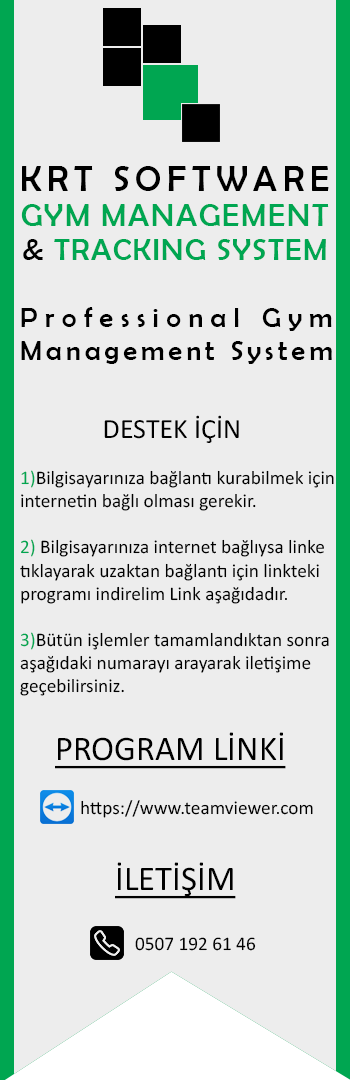 KRT SOFTWARE
GYM MANAGEMENT
& TRACKING SYSTEM
Professional Gym
Management System
DESTEK İÇİN
1)Bilgisayarınıza bağlantı kurabilmek için
internetin bağlı olması gerekir.
2) Bilgisayarınıza internet bağlıysa linke
tıklayarak uzaktan bağlantı için linkteki
programı indirelim Link aşağıdadır.
3)Bütün işlemler tamamlandıktan sonra
aşağıdaki numarayı arayarak iletişime
geçebilirsiniz.
PROGRAM LİNKİ
https://www.teamviewer.com
İLETİŞİM
0507 192 61 46